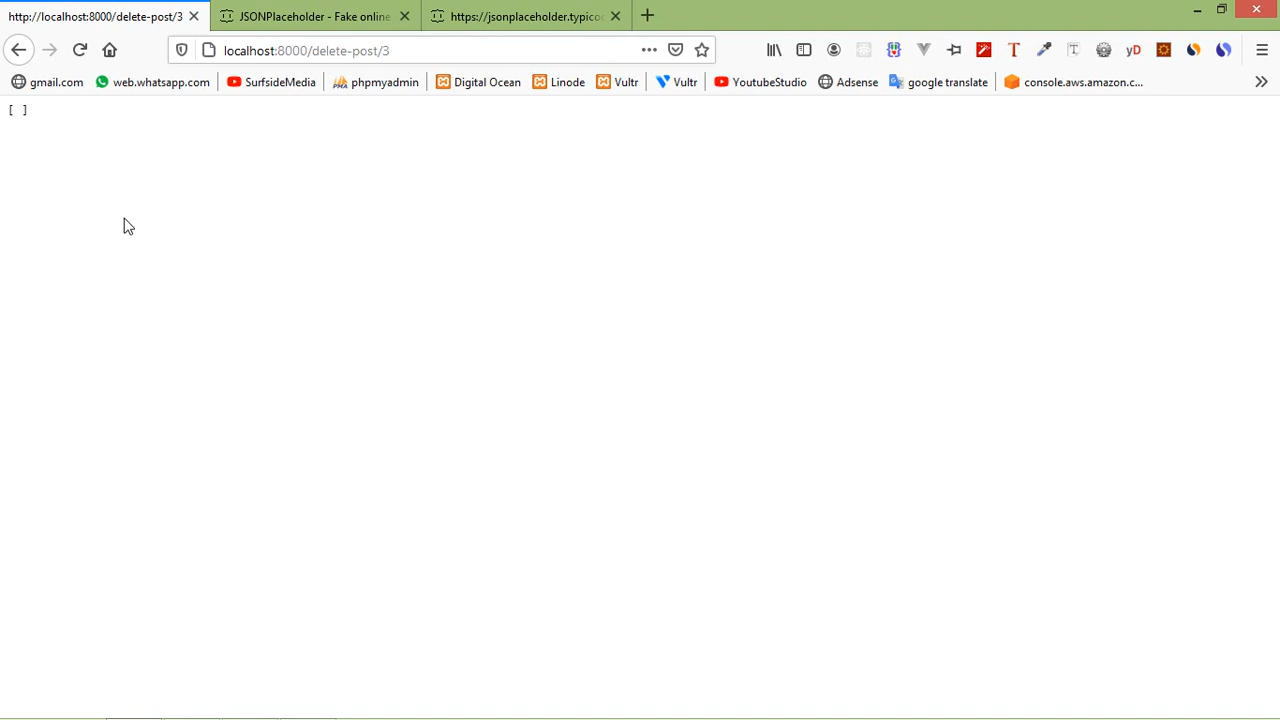 http://localhost:8000/delete-post/3
JSONPlaceholder - Fake online
https://jsonplaceholder.typico
localhost:8000/delete-post/3
gmail.com
web.whatsapp.com
SurfsideMedia
phpmyadmin
Digital Ocean
Linode
Vultr
Vultr
YoutubeStudio
Adsense
google translate
console.aws.amazon.c...
[ ]